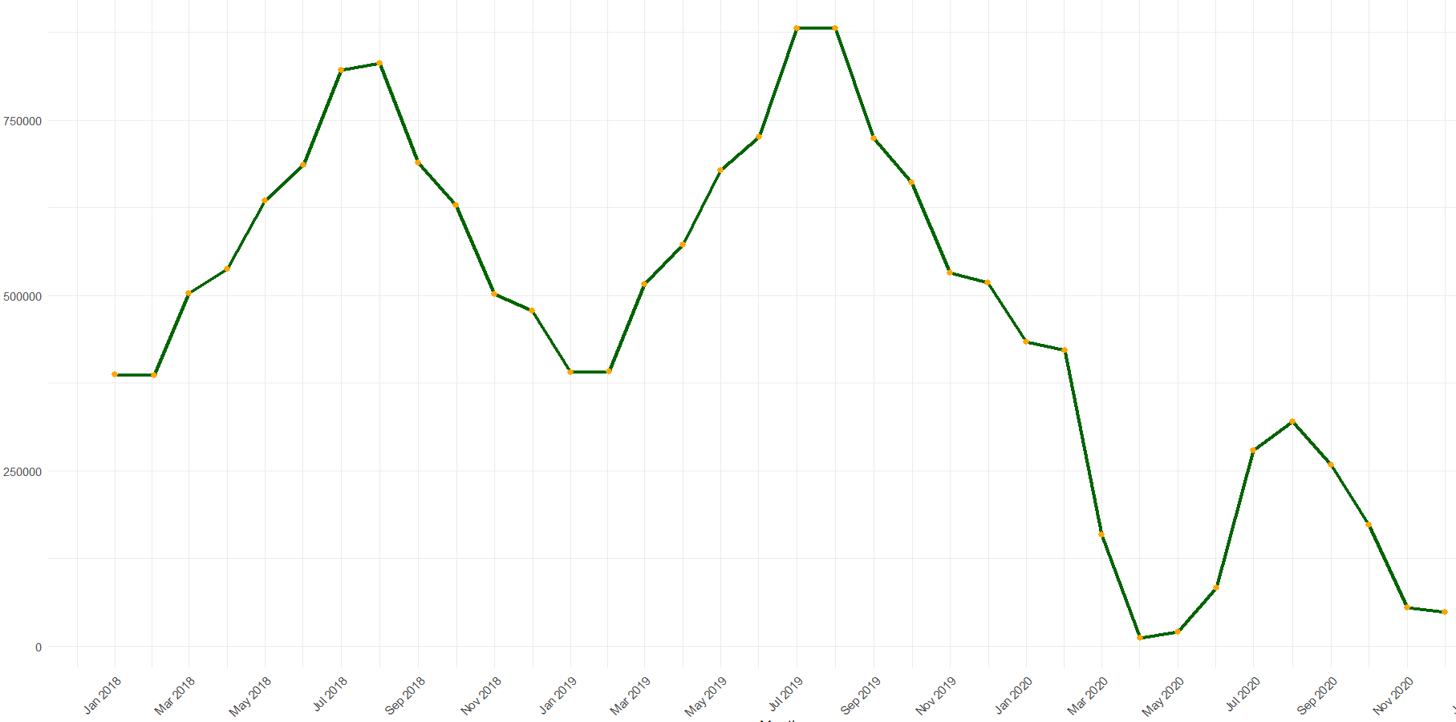 750000
500000
250000
0
Jan 2018
Mar 2018
May 2018
Jul 2018
Sep 2018
Nov 2018
Jan 2019
Mar 2019
May 2019
Jul 2019
Sep 2019
Nov 2019
Jan 2020
Mar 2020
May 2020
Jul 2020
Sep 2020
Nov 2020